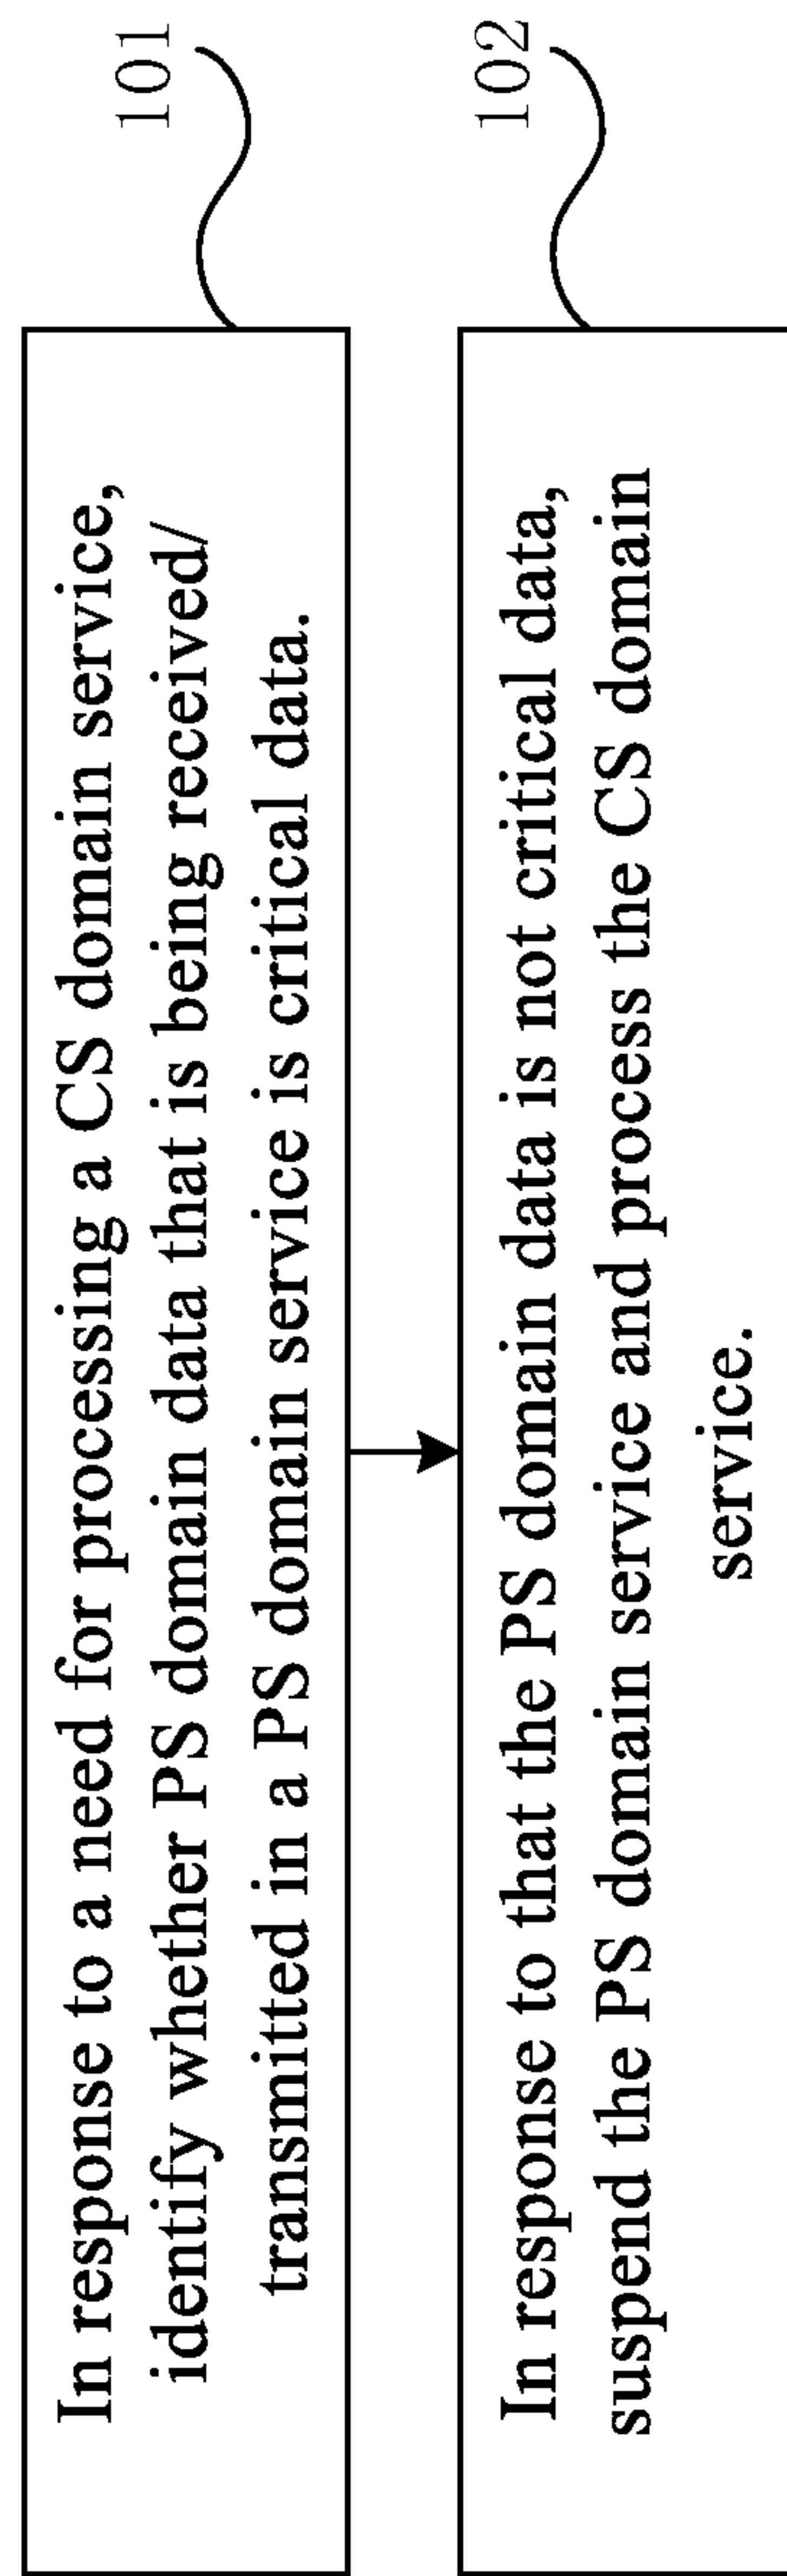 In response to a need for processing a CS domain service,
identify whether PS domain data that is being received/
transmitted in a PS domain service is critical data.
101
In response to that the PS domain data is not critical data,
suspend the PS domain service and process the CS domain
service.
102